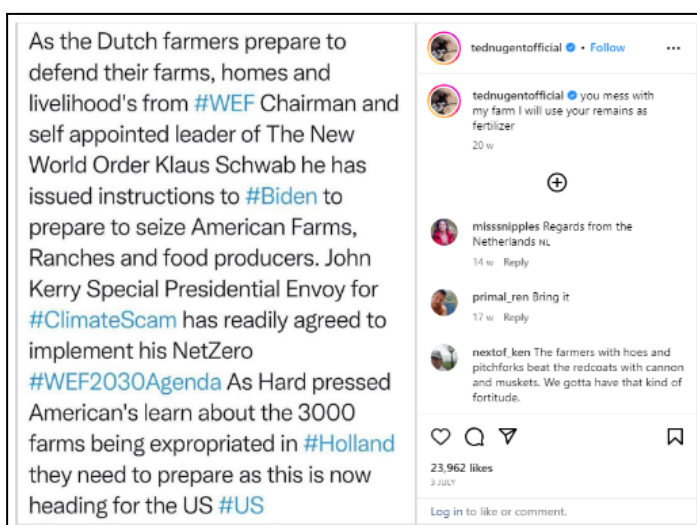 As the Dutch farmers prepare to
defend their farms, homes and
livelihood's from #WEF Chairman and
self appointed leader of The New
World Order Klaus Schwab he has
issued instructions to #Biden to
prepare to seize American Farms,
Ranches and food producers. John
Kerry Special Presidential Envoy for
#ClimateScam has readily agreed to
implement his NetZero
#WEF2030Agenda As Hard pressed
American's learn about the 3000
farms being expropriated in #Holland
they need to prepare as this is now
heading for the US #US
tednugentofficial • Follow
tednugentofficial you mess with
my farm I will use your remains as
fertilizer
20 w
misssnipples Regards from the
Netherlands NL
14 w Reply
primal_ren Bring it
17 w Reply
nextof_ken The farmers with hoes and
pitchforks beat the redcoats with cannon
and muskets. We gotta have that kind of
fortitude.
23,962 likes
3 JULY
Log in to like or comment.